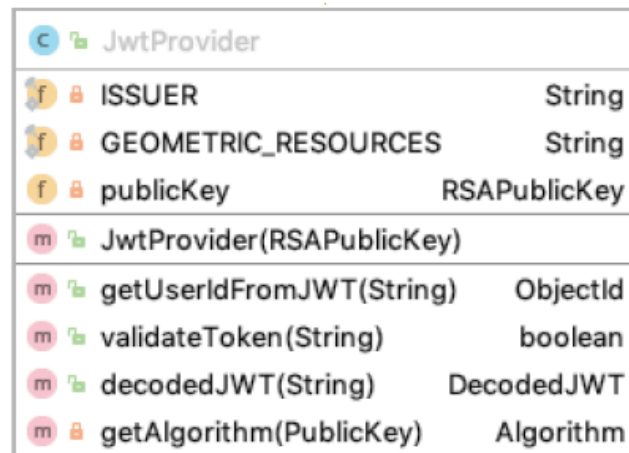 C JwtProvider
f ISSUER String
f GEOMETRIC_RESOURCES String
f publicKey RSAPublicKey
m JwtProvider(RSAPublicKey)
m getUserIdFromJWT(String) ObjectId
m validateToken(String) boolean
m decodedJWT(String) DecodedJWT
m getAlgorithm(PublicKey) Algorithm